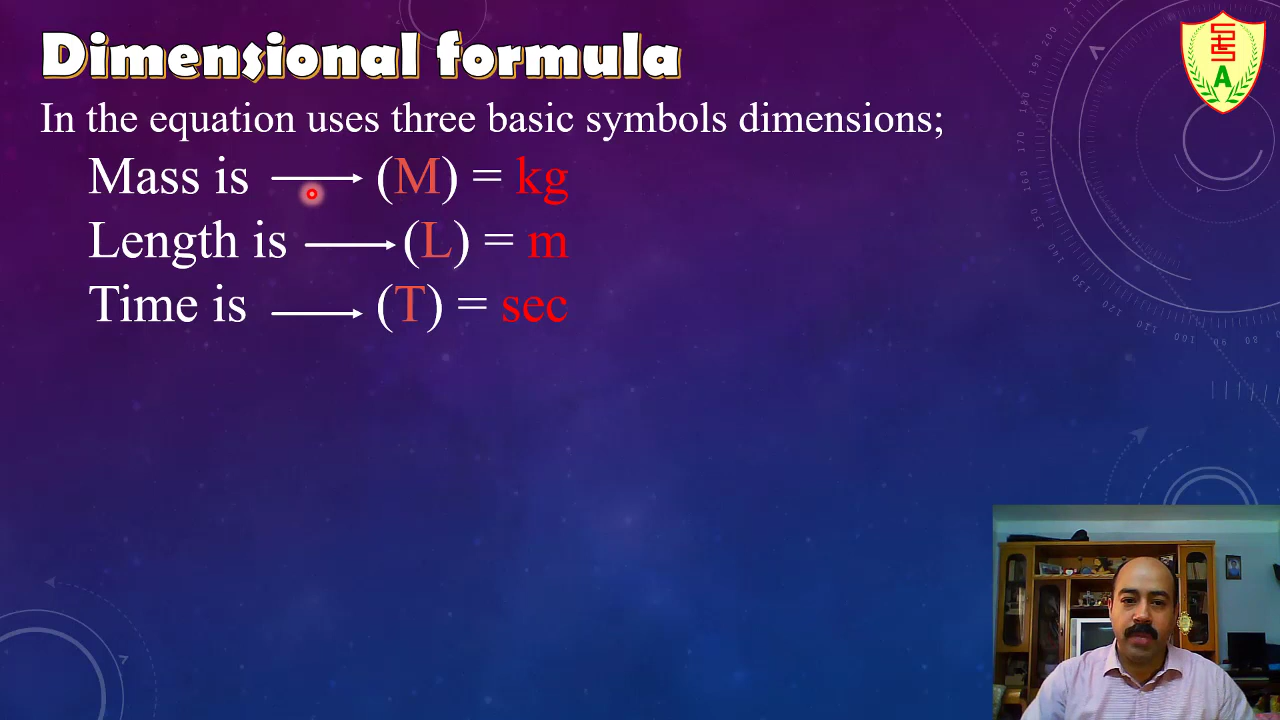 Dimensional formula
In the equation uses three basic symbols dimensions;
Mass is ⟶ (M) = kg
Length is ⟶ (L) = m
Time is ⟶ (T) = sec
A